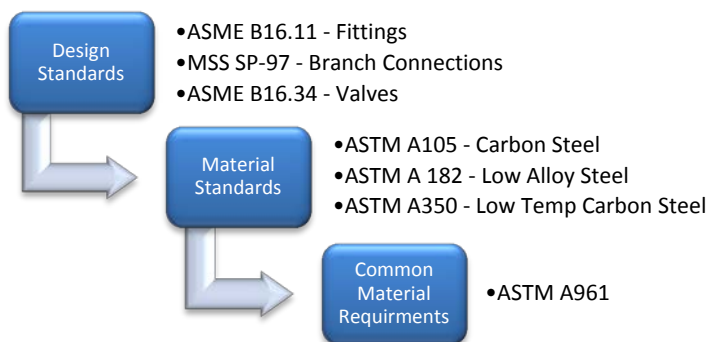 Design
Standards
•ASME B16.11 - Fittings
•MSS SP-97 - Branch Connections
•ASME B16.34 - Valves
Material
Standards
•ASTM A105 - Carbon Steel
•ASTM A 182 - Low Alloy Steel
•ASTM A350 - Low Temp Carbon Steel
Common
Material
Requirments
•ASTM A961